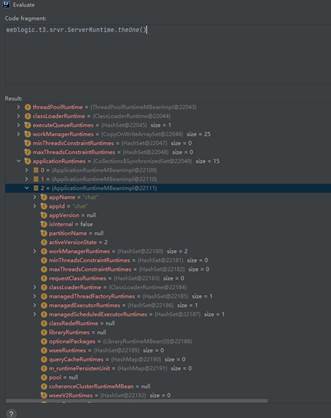 Evaluate
Code fragment:
weblogic.t3.srvr.ServerRuntime.theOne()
Result:
threadPoolRuntime = {ThreadPoolRuntimeMBeanImpl@22043}
classLoaderRuntime = {ClassLoaderRuntime@22044}
executeQueueRuntimes = {HashSet@22045} size = 1
workManagerRuntimes = {CopyOnWriteArraySet@22046} size = 25
minThreadsConstraintRuntimes = {HashSet@22047} size = 0
maxThreadsConstraintRuntimes = {HashSet@22048} size = 0
applicationRuntimes = {Collections$SynchronizedSet@22049} size = 15
0 = {ApplicationRuntimeMBeanImpl@22109}
1 = {ApplicationRuntimeMBeanImpl@22110}
2 = {ApplicationRuntimeMBeanImpl@22111}
appName = "chat"
appId = "chat"
appVersion = null
isInternal = false
partitionName = null
activeVersionState = 2
workManagerRuntimes = {HashSet@22180} size = 2
minThreadsConstraintRuntimes = {HashSet@22181} size = 0
maxThreadsConstraintRuntimes = {HashSet@22182} size = 0
requestClassRuntimes = {HashSet@22183} size = 0
classLoaderRuntime = {ClassLoaderRuntime@22184}
managedThreadFactoryRuntimes = {HashSet@22185} size = 1
managedExecutorRuntimes = {HashSet@22186} size = 1
managedScheduledExecutorRuntimes = {HashSet@22187} size = 1
classRedefRuntime = null
libraryRuntimes = null
optionalPackages = {LibraryRuntimeMBean[0]@22188}
wseeRuntimes = {HashSet@22189} size = 0
queryCacheRuntimes = {HashMap@22190} size = 0
m_runtimePersistenUnit = {HashMap@22191} size = 0
pool = null
coherenceClusterRuntimeMBean = null
wseeV2Runtimes = {HashSet@22192} size = 0
?